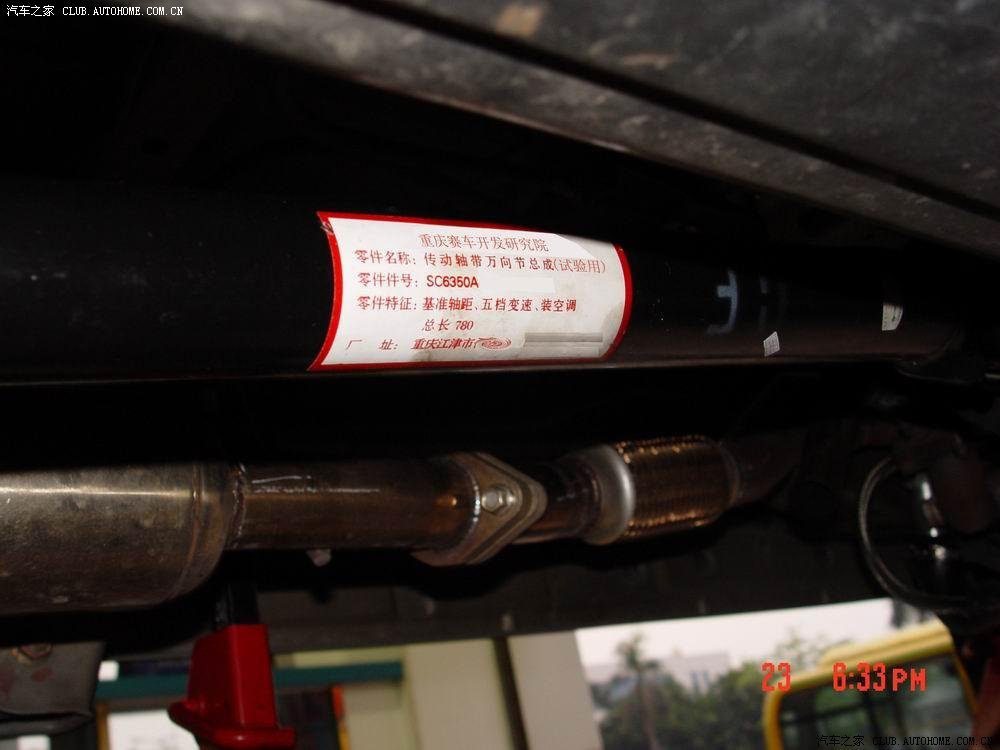 汽车之家 CLUB.AUTOHOME.COM.CN
重庆赛车开发研究院
零件名称：传动轴带万向节总成(试验用)
零件件号：SC6350A
零件特征：基准轴距、五档变速、装空调
总长 780
厂 址：重庆江津市
23 6:33PM
汽车之家 CLUB.AUTOHOME.COM.CN